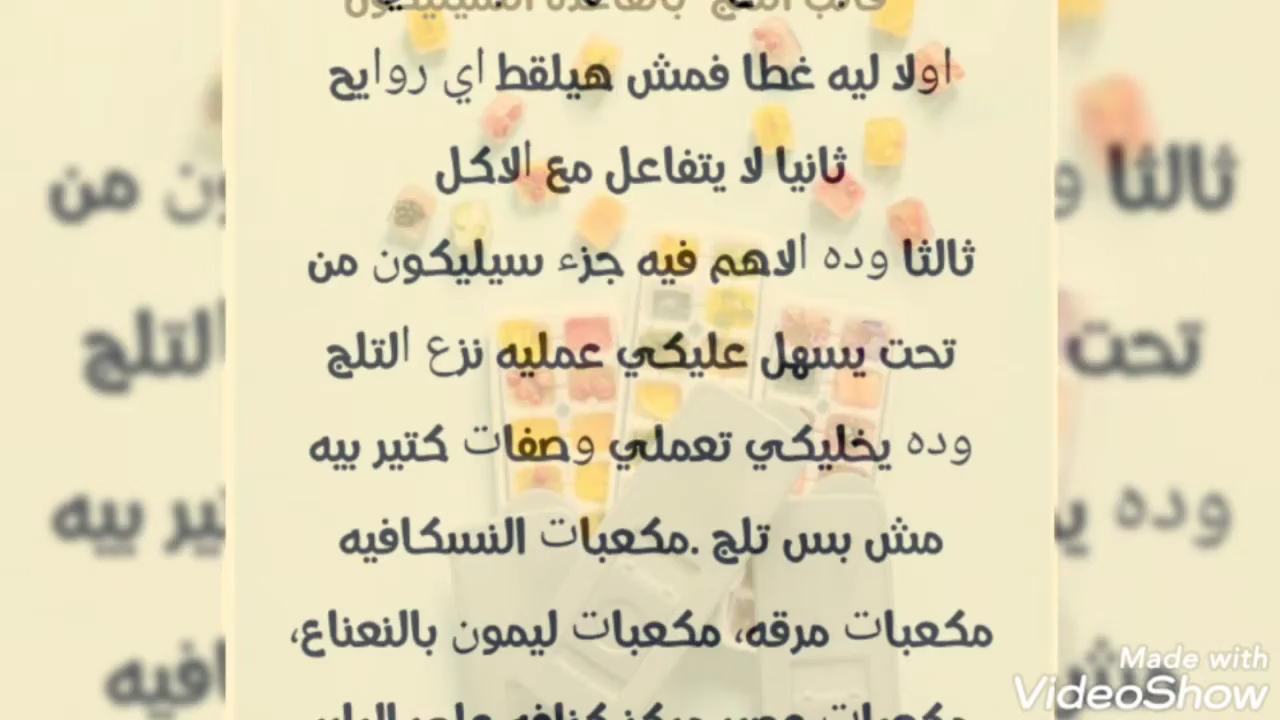 اولا ليه غطا فمش هيلقط اي روايح
ثانيا لا يتفاعل مع الاكل
ثالثا وده الاهم فيه جزء سيليكون من
تحت يسهل عليكي عمليه نزع التلج
وده يخليكي تعملي وصفات كتير بيه
مش بس تلج .مكعبات النسكافيه
مكعبات مرقه، مكعبات ليمون بالنعناع،
Made with
VideoShow